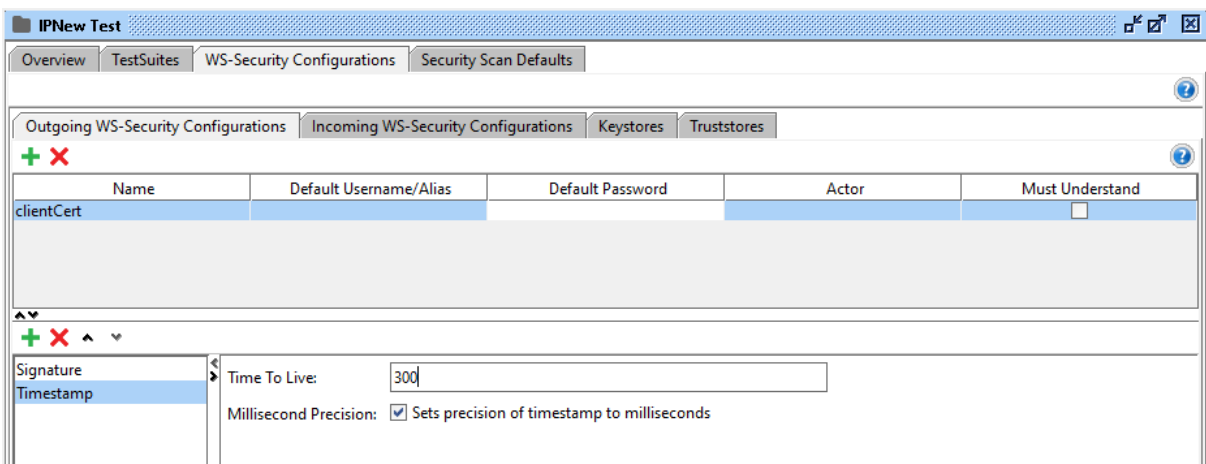 IPNew Test
Overview TestSuites WS-Security Configurations Security Scan Defaults
Outgoing WS-Security Configurations Incoming WS-Security Configurations Keystores Truststores
Name Default Username/Alias Default Password Actor Must Understand
clientCert
Signature
Timestamp
Time To Live: 300
Millisecond Precision: Sets precision of timestamp to milliseconds